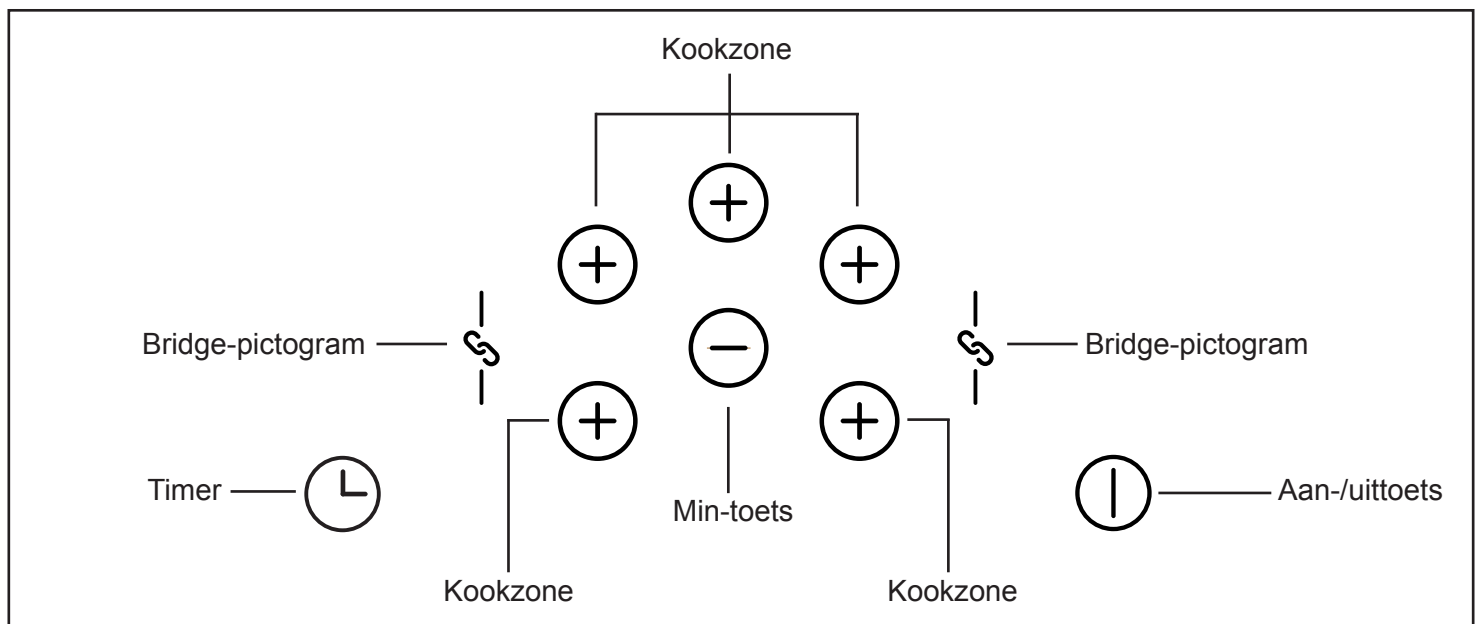 Kookzone
Bridge-pictogram
Bridge-pictogram
Timer
Min-toets
Aan-/uittoets
Kookzone
Kookzone